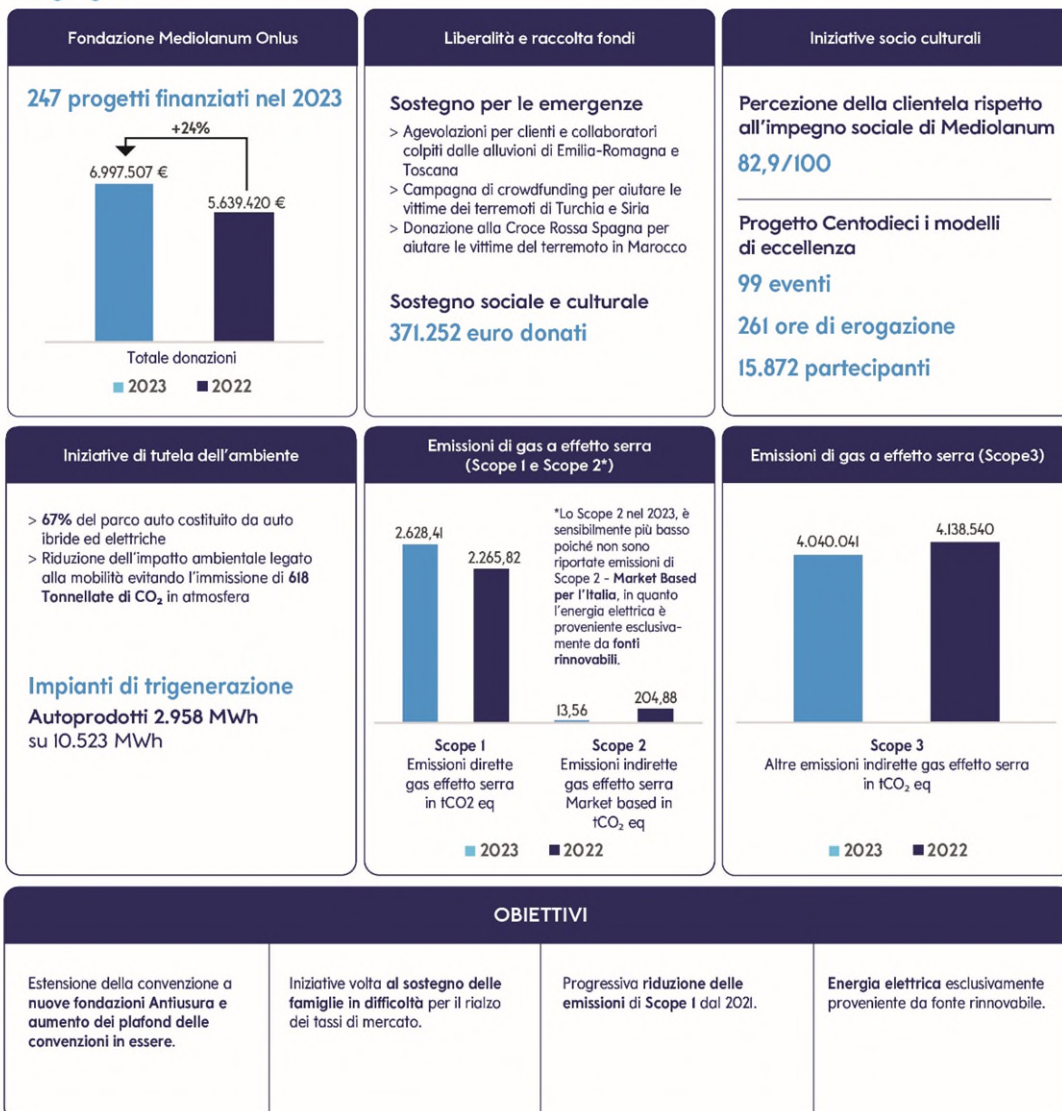 Fondazione Mediolanum Onlus
247 progetti finanziati nel 2023
+24%
6.997.507 €
5.639.420 €
Totale donazioni
2023
2022
Liberalità e raccolta fondi
Sostegno per le emergenze
> Agevolazioni per clienti e collaboratori
colpiti dalle alluvioni di Emilia-Romagna e
Toscana
> Campagna di crowdfunding per aiutare le
vittime dei terremoti di Turchia e Siria
> Donazione alla Croce Rossa Spagna per
aiutare le vittime del terremoto in Marocco
Sostegno sociale e culturale
371.252 euro donati
Iniziative socio culturali
Percezione della clientela rispetto
all'impegno sociale di Mediolanum
82,9/100
Progetto Centodieci i modelli
di eccellenza
99 eventi
261 ore di erogazione
15.872 partecipanti
Iniziative di tutela dell'ambiente
> 67% del parco auto costituito da auto
ibride ed elettriche
> Riduzione dell'impatto ambientale legato
alla mobilità evitando l'immissione di 618
Tonnellate di CO₂ in atmosfera
Impianti di trigenerazione
Autoprodotti 2.958 MWh
su 10.523 MWh
Emissioni di gas a effetto serra
(Scope 1 e Scope 2*)
2.628,41
2.265,82
*Lo Scope 2 nel 2023, è
sensibilmente più basso
poiché non sono
riportate emissioni di
Scope 2 - Market Based
per l'Italia, in quanto
l'energia elettrica è
proveniente esclusiva-
mente da fonti
rinnovabili.
13,56
204,88
Scope 1
Emissioni dirette
gas effetto serra
in tCO2 eq
Scope 2
Emissioni indirette
gas effetto serra
Market based in
tCO₂ eq
2023
2022
Emissioni di gas a effetto serra (Scope3)
4.040.041
4.138.540
Scope 3
Altre emissioni indirette gas effetto serra
in tCO₂ eq
2023
2022
OBIETTIVI
Estensione della convenzione a
nuove fondazioni Antiusura e
aumento dei plafond delle
convenzioni in essere.
Iniziative volta al sostegno delle
famiglie in difficoltà per il rialzo
dei tassi di mercato.
Progressiva riduzione delle
emissioni di Scope 1 dal 2021.
Energia elettrica esclusivamente
proveniente da fonte rinnovabile.